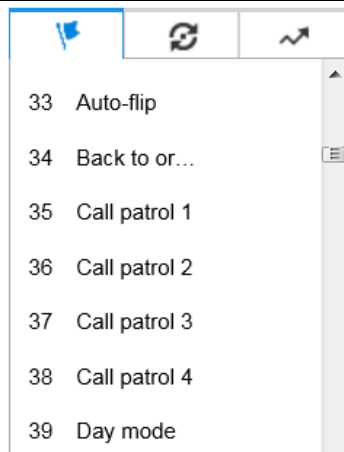 33 Auto-flip
34 Back to or...
35 Call patrol 1
36 Call patrol 2
37 Call patrol 3
38 Call patrol 4
39 Day mode